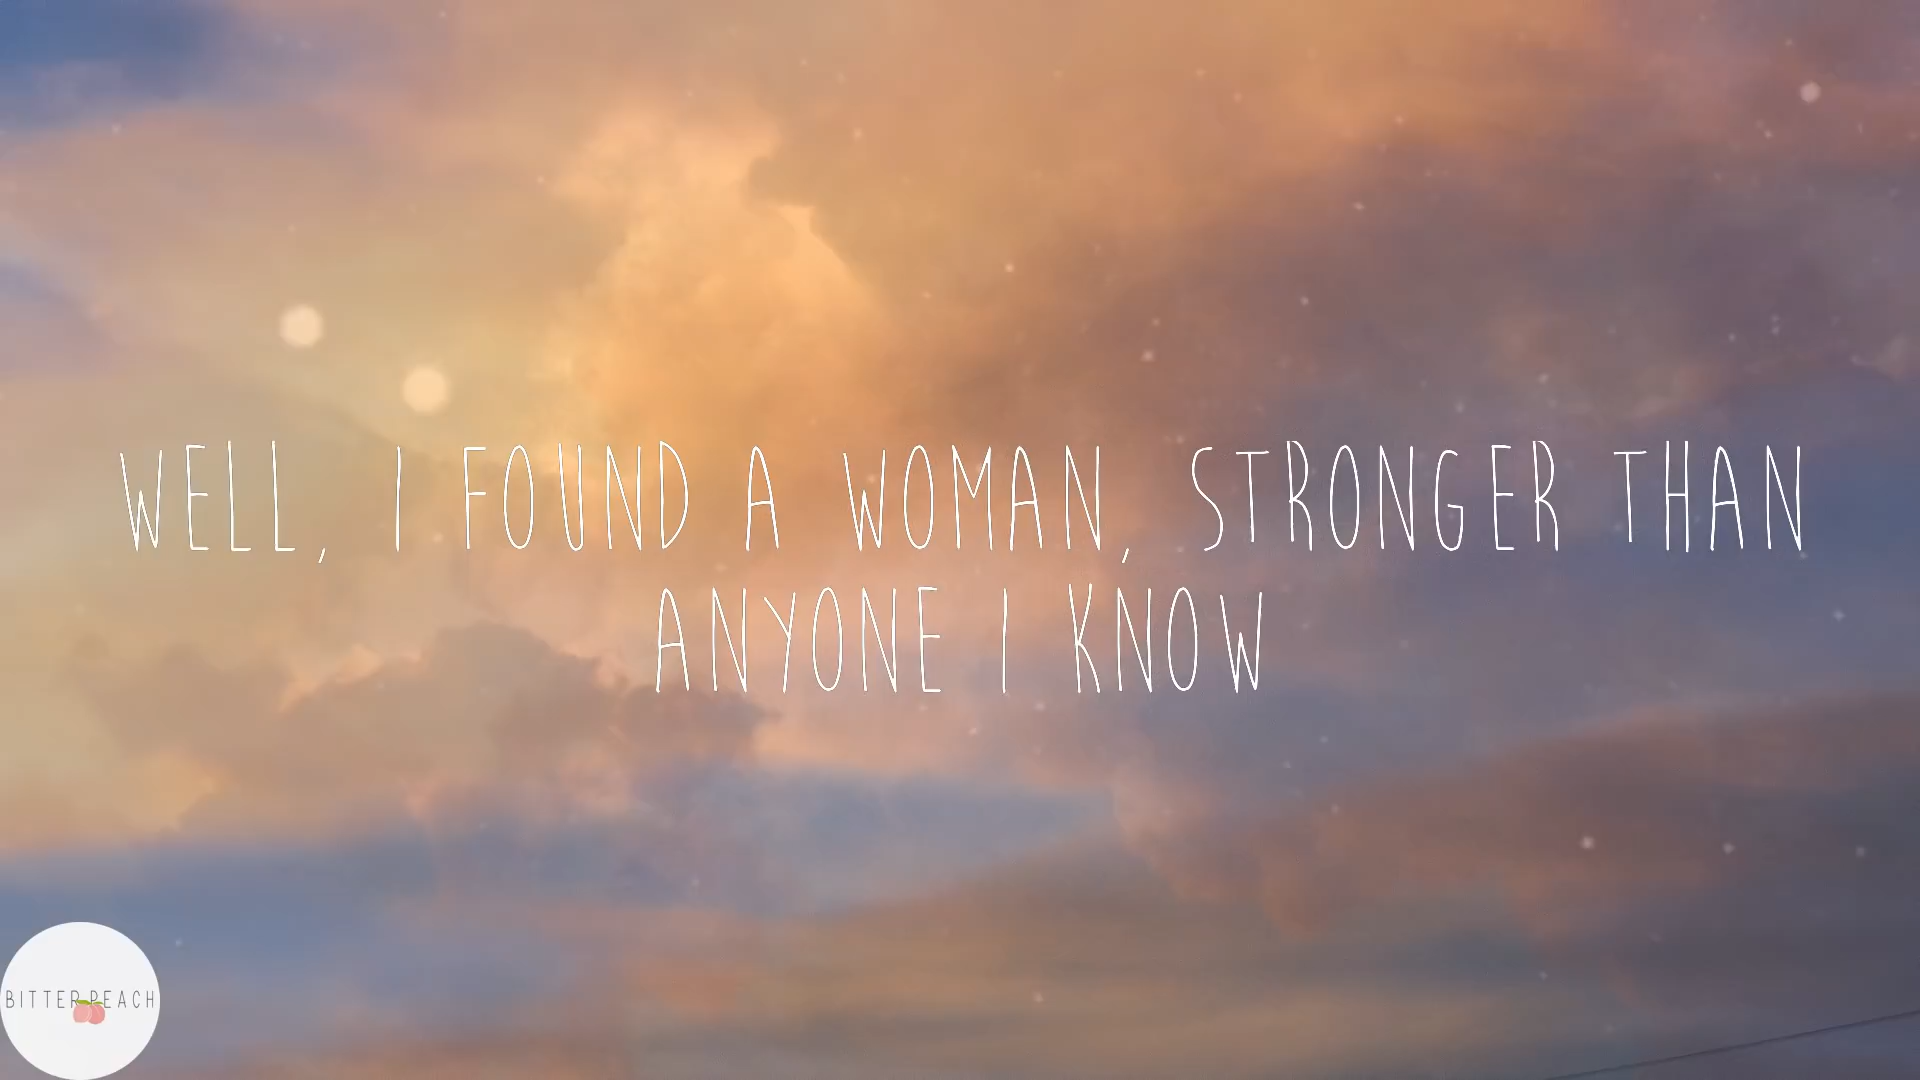 WELL, I FOUND A WOMAN, STRONGER THAN
ANYONE I KNOW
BITTER PEACH